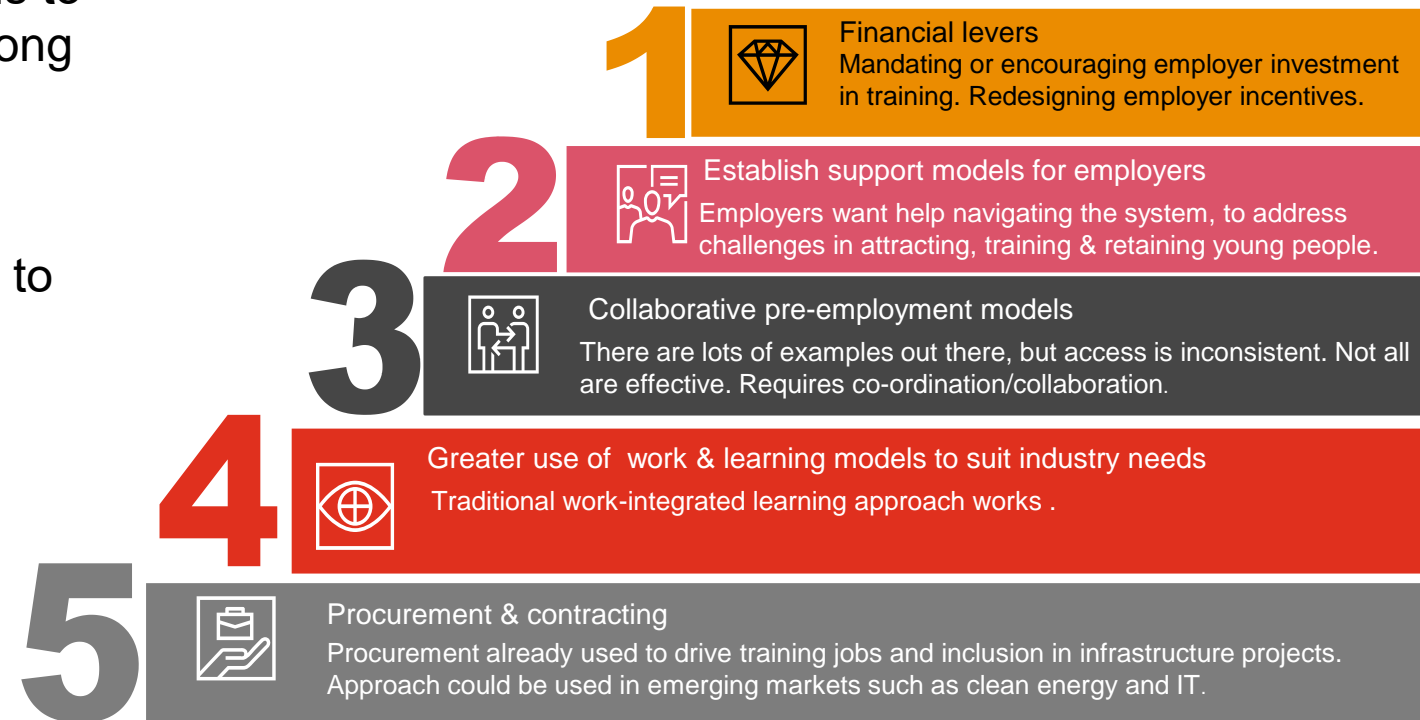 ong
to
1
Financial levers
Mandating or encouraging employer investment
in training. Redesigning employer incentives.
2
Establish support models for employers
Employers want help navigating the system, to address
challenges in attracting, training & retaining young people.
3
Collaborative pre-employment models
There are lots of examples out there, but access is inconsistent. Not all
are effective. Requires co-ordination/collaboration.
4
Greater use of work & learning models to suit industry needs
Traditional work-integrated learning approach works .
5
Procurement & contracting
Procurement already used to drive training jobs and inclusion in infrastructure projects.
Approach could be used in emerging markets such as clean energy and IT.